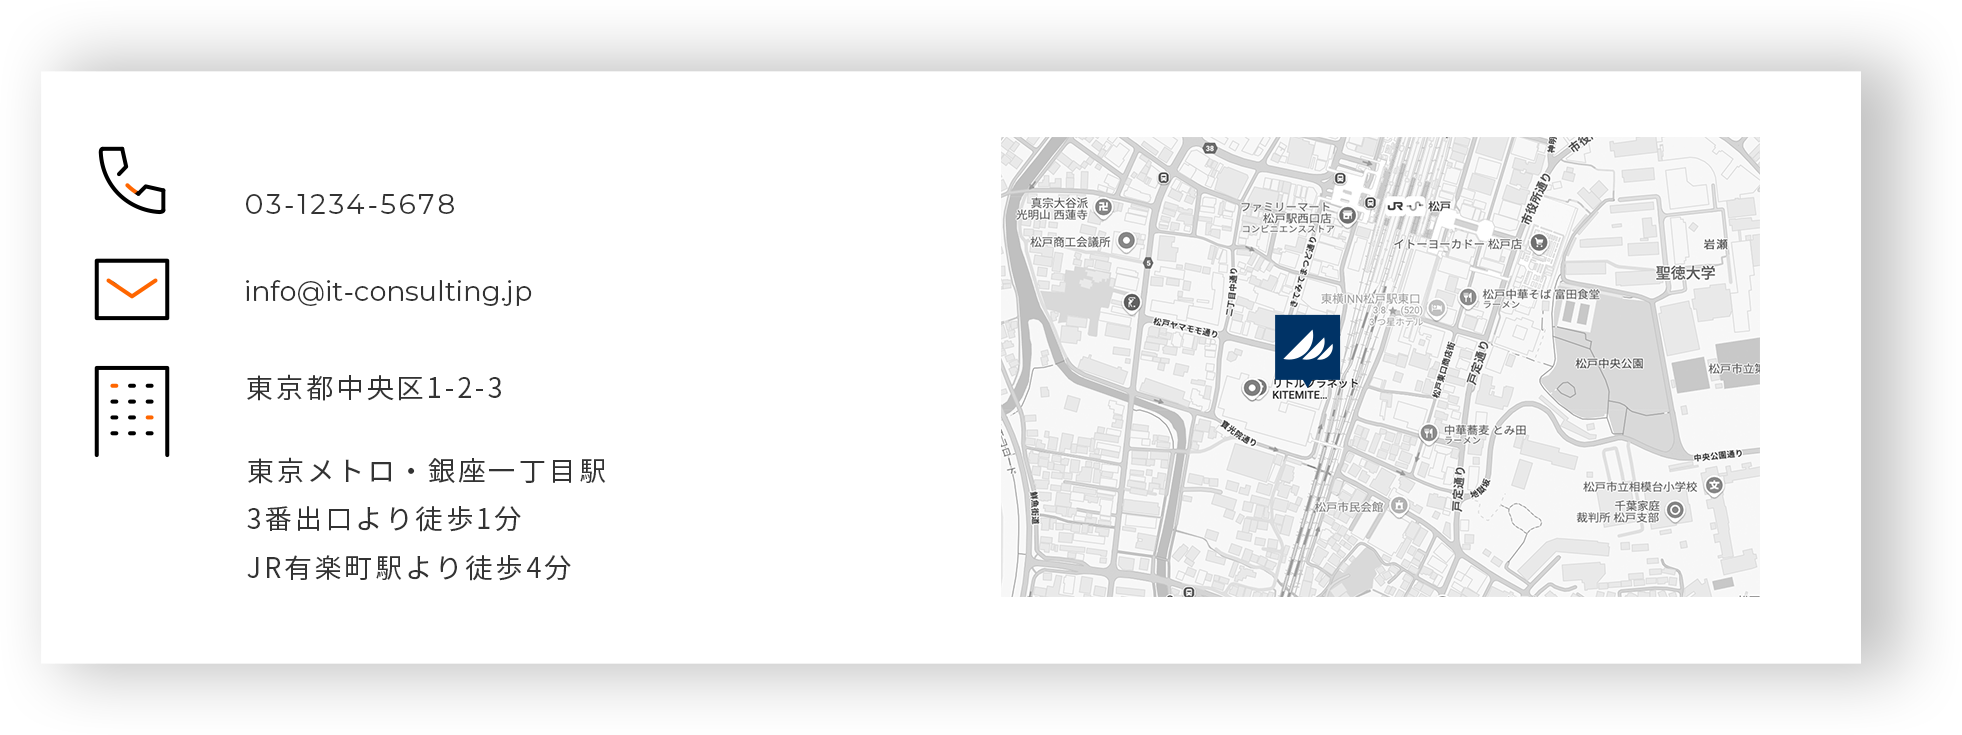 03-1234-5678
info@it-consulting.jp
東京都中央区1-2-3
東京メトロ・銀座一丁目駅
3番出口より徒歩1分
JR有楽町駅より徒歩4分
38
市役所通り
真宗大谷派
光明山 西蓮寺
ファミリーマート
松戸駅西口店
コンビニエンスストア
JR
松戸
松戸商工会議所
イトーヨーカドー 松戸店
岩瀬
聖徳大学
5
二丁目中通り
きてみてまつど通り
東横INN松戸駅東口
3.8 ★ (520)
3つ星ホテル
松戸中華そば 富田食堂
ラーメン
松戸ヤマモモ通り
松戸東口商店街
戸定通り
松戸中央公園
松戸市立第
リトルプラネット
KITEMITE...
寶光院通り
中華蕎麦 とみ田
ラーメン
中央公園通り
戸定通り
地獄坂
松戸市立相模台小学校
千葉家庭
裁判所 松戸支部
松戸市民会館
鮮魚街道